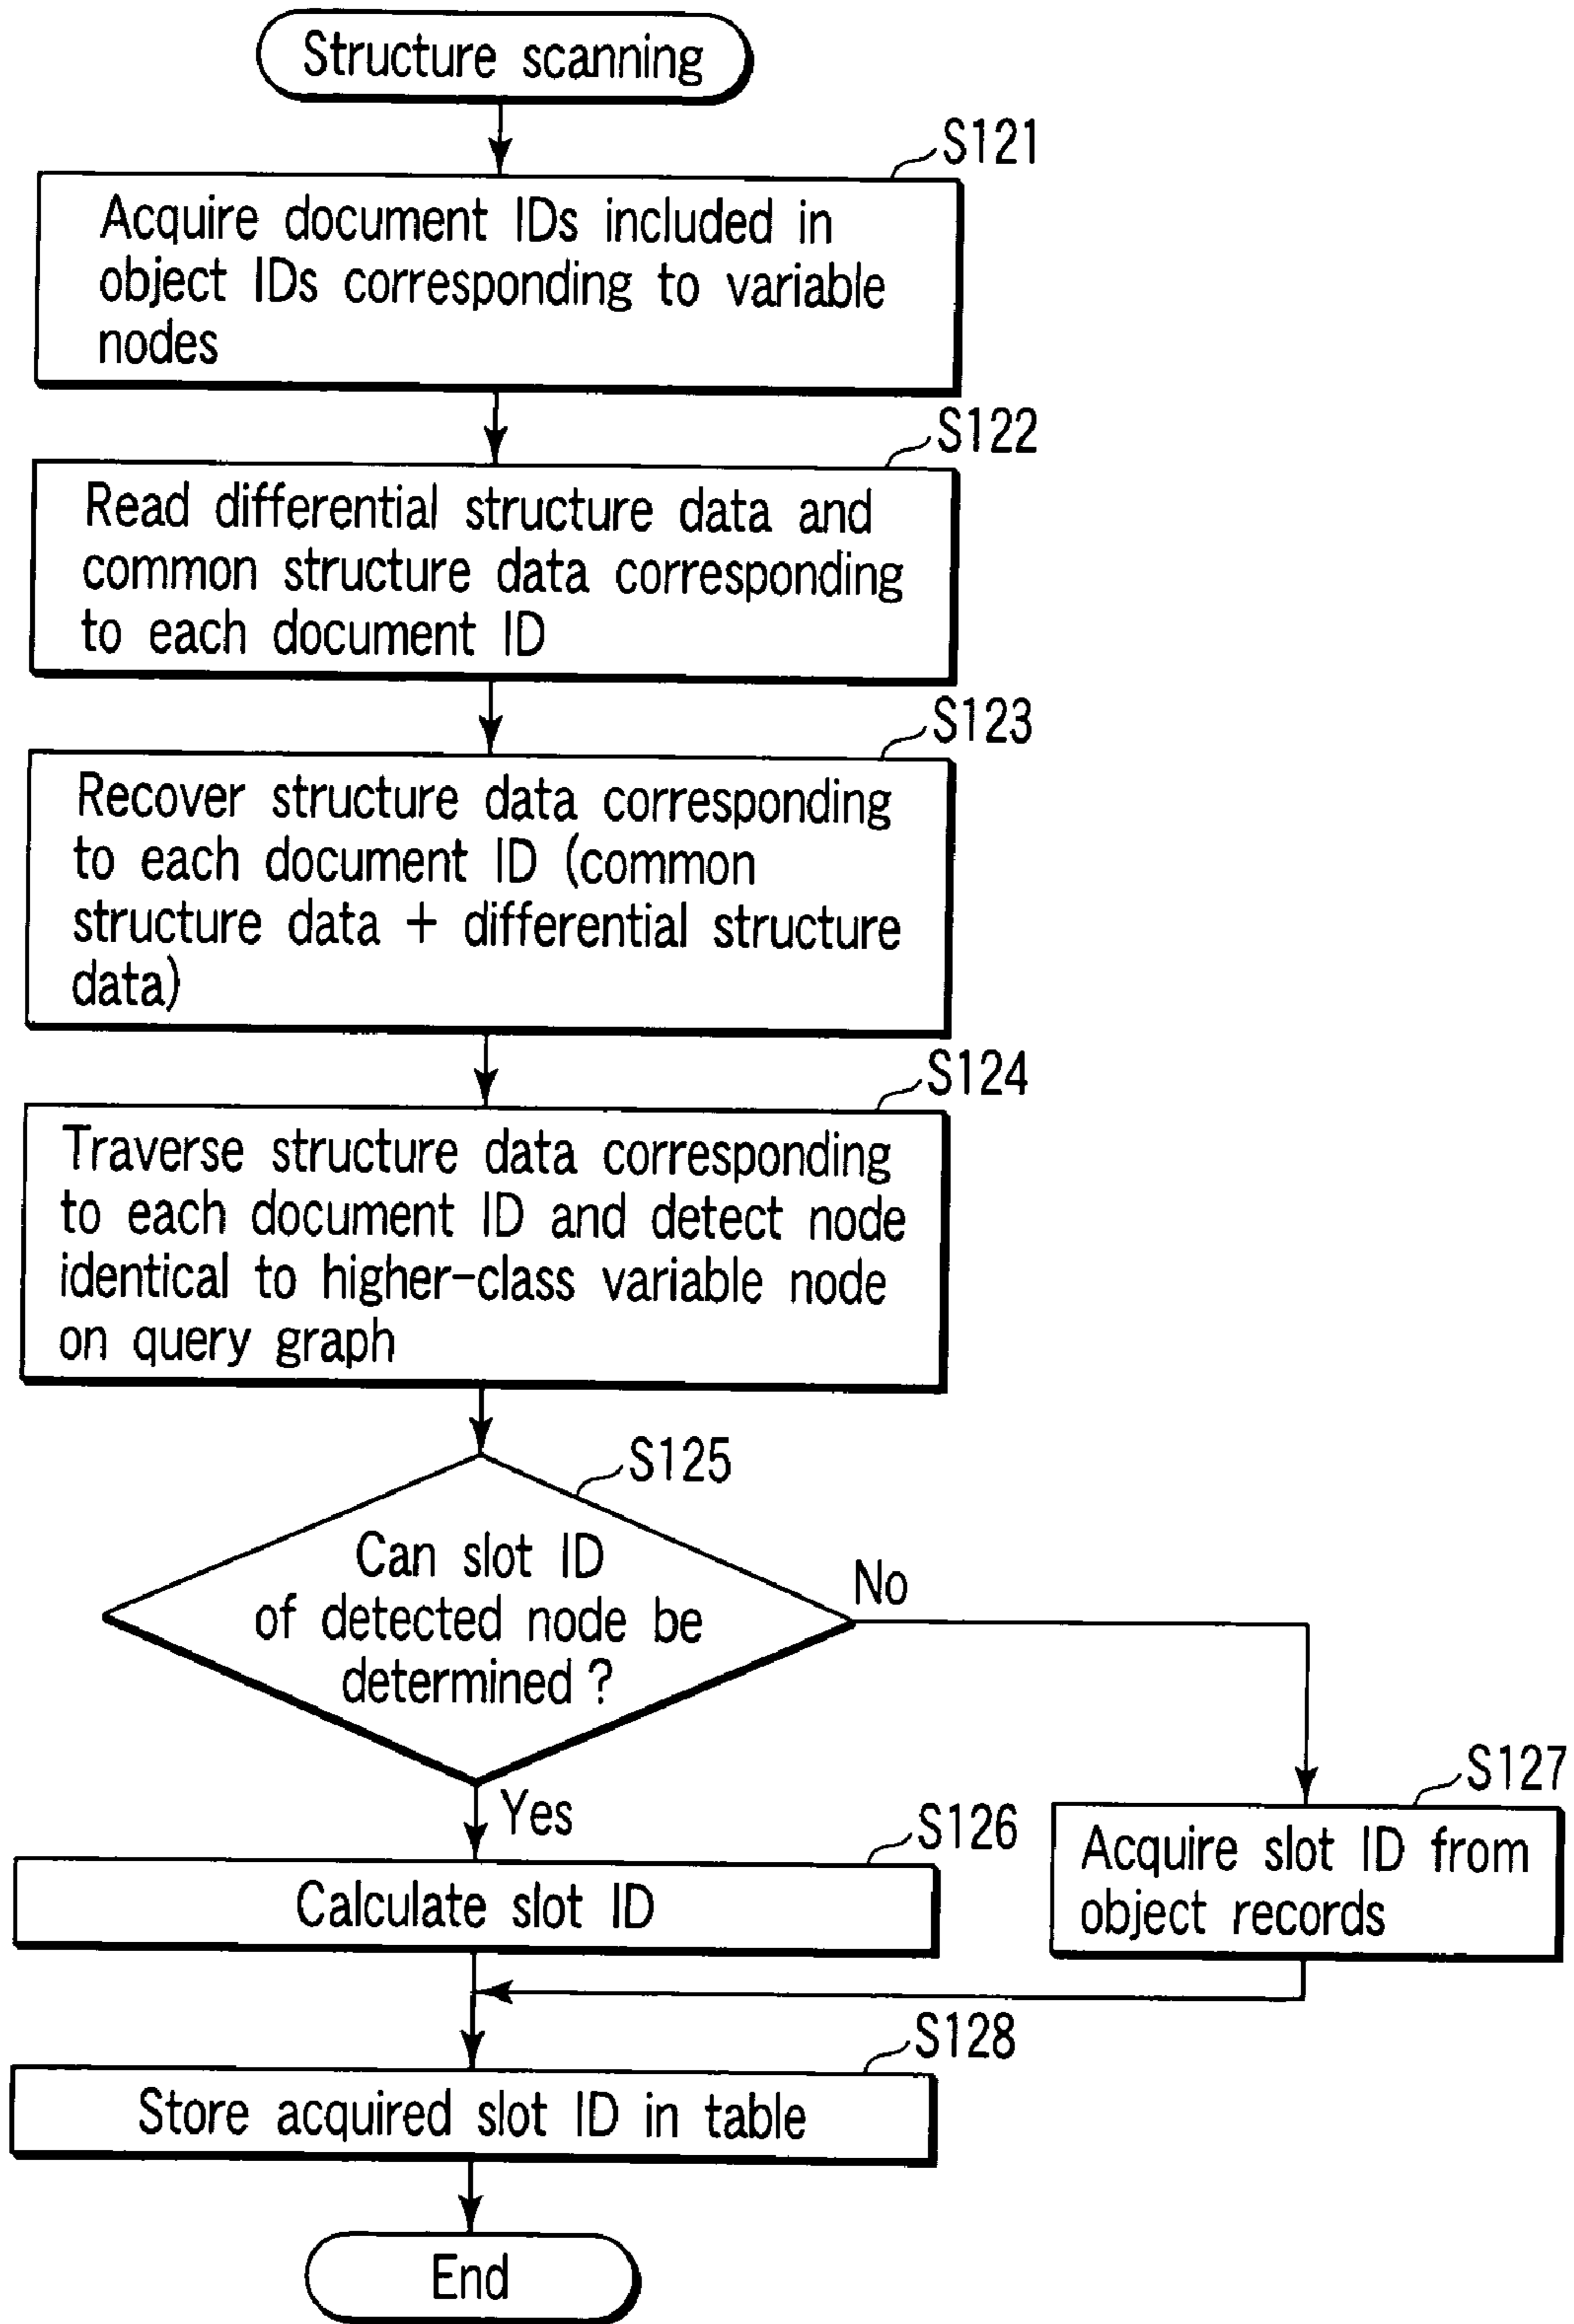 Structure scanning
S121
Acquire document IDs included in
object IDs corresponding to variable
nodes
S122
Read differential structure data and
common structure data corresponding
to each document ID
S123
Recover structure data corresponding
to each document ID (common
structure data + differential structure
data)
S124
Traverse structure data corresponding
to each document ID and detect node
identical to higher-class variable node
on query graph
S125
Can slot ID
of detected node be
determined ?
No
Yes
S126
Calculate slot ID
S127
Acquire slot ID from
object records
S128
Store acquired slot ID in table
End